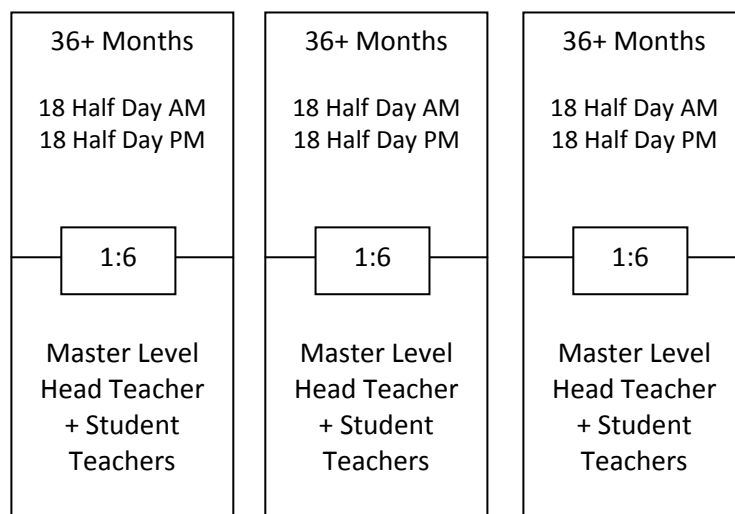 36+ Months
18 Half Day AM
18 Half Day PM
1:6
Master Level
Head Teacher
+ Student
Teachers
36+ Months
18 Half Day AM
18 Half Day PM
1:6
Master Level
Head Teacher
+ Student
Teachers
36+ Months
18 Half Day AM
18 Half Day PM
1:6
Master Level
Head Teacher
+ Student
Teachers